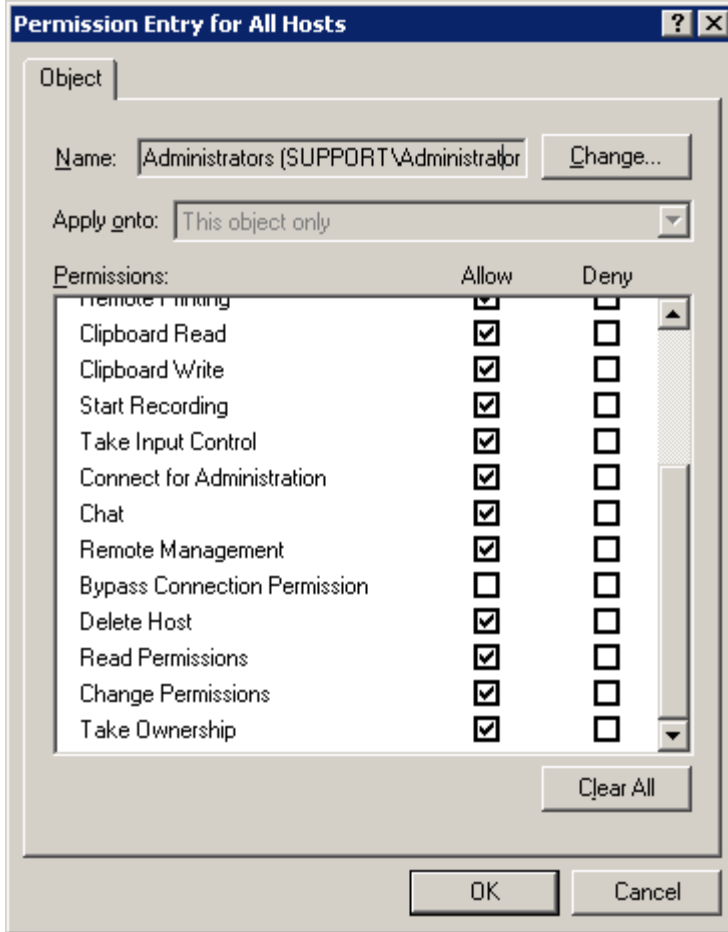 Permission Entry for All Hosts
Object
Name: Administrators (SUPPORT\Administrator Change...
Apply onto: This object only
Permissions: Allow Deny
Remote Printing
Clipboard Read
Clipboard Write
Start Recording
Take Input Control
Connect for Administration
Chat
Remote Management
Bypass Connection Permission
Delete Host
Read Permissions
Change Permissions
Take Ownership
Clear All
OK Cancel